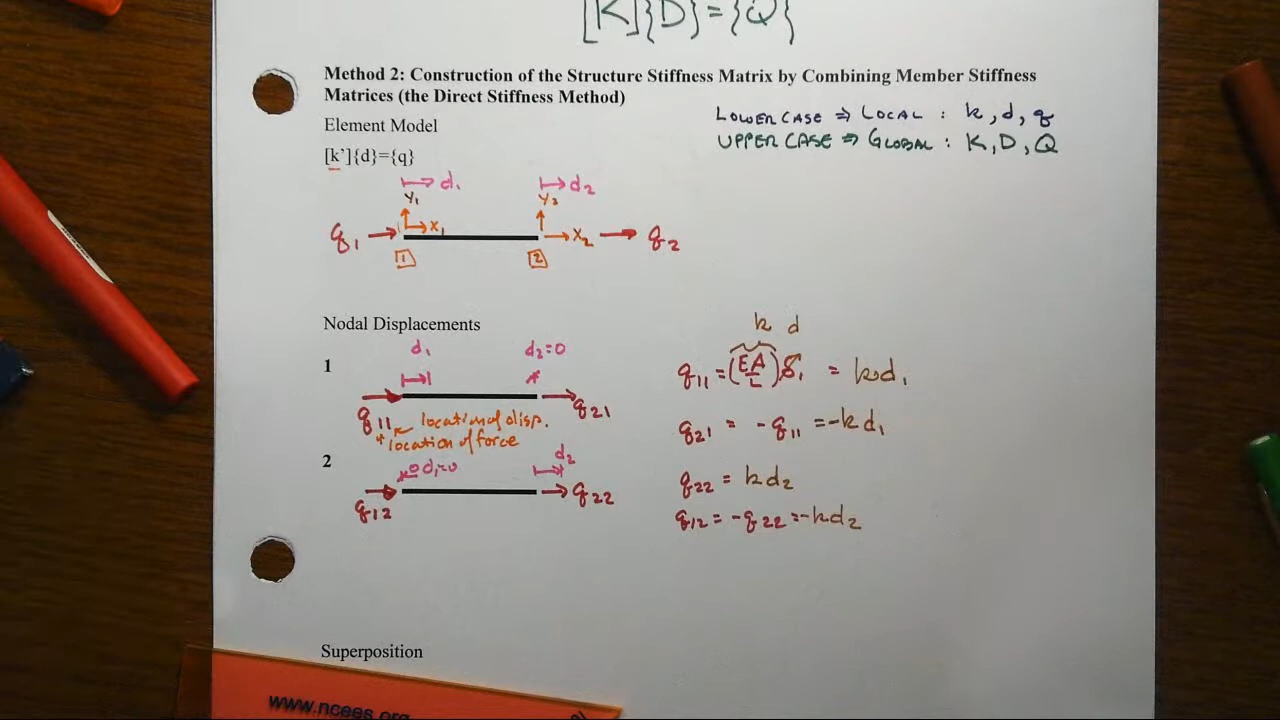 [K]{D}={Q}
Method 2: Construction of the Structure Stiffness Matrix by Combining Member Stiffness
Matrices (the Direct Stiffness Method)
LOWER CASE ⇒ LOCAL : k, d, q
UPPER CASE ⇒ GLOBAL : K, D, Q
Element Model
[k']{d}={q}
d₁ d₂
y₁ y₂
q₁ x₁ x₂ q₂
1 2
Nodal Displacements
k d
1 d₁ d₂=0
q₁₁ = (EA/L) δ₁ = kd₁
q₁₁ q₂₁
locational disp.
location of force
q₂₁ = -q₁₁ = -kd₁
2 d₁=0 d₂
q₁₂ q₂₂
q₂₂ = kd₂
q₁₂ = -q₂₂ = -kd₂
Superposition
www.ncees.org